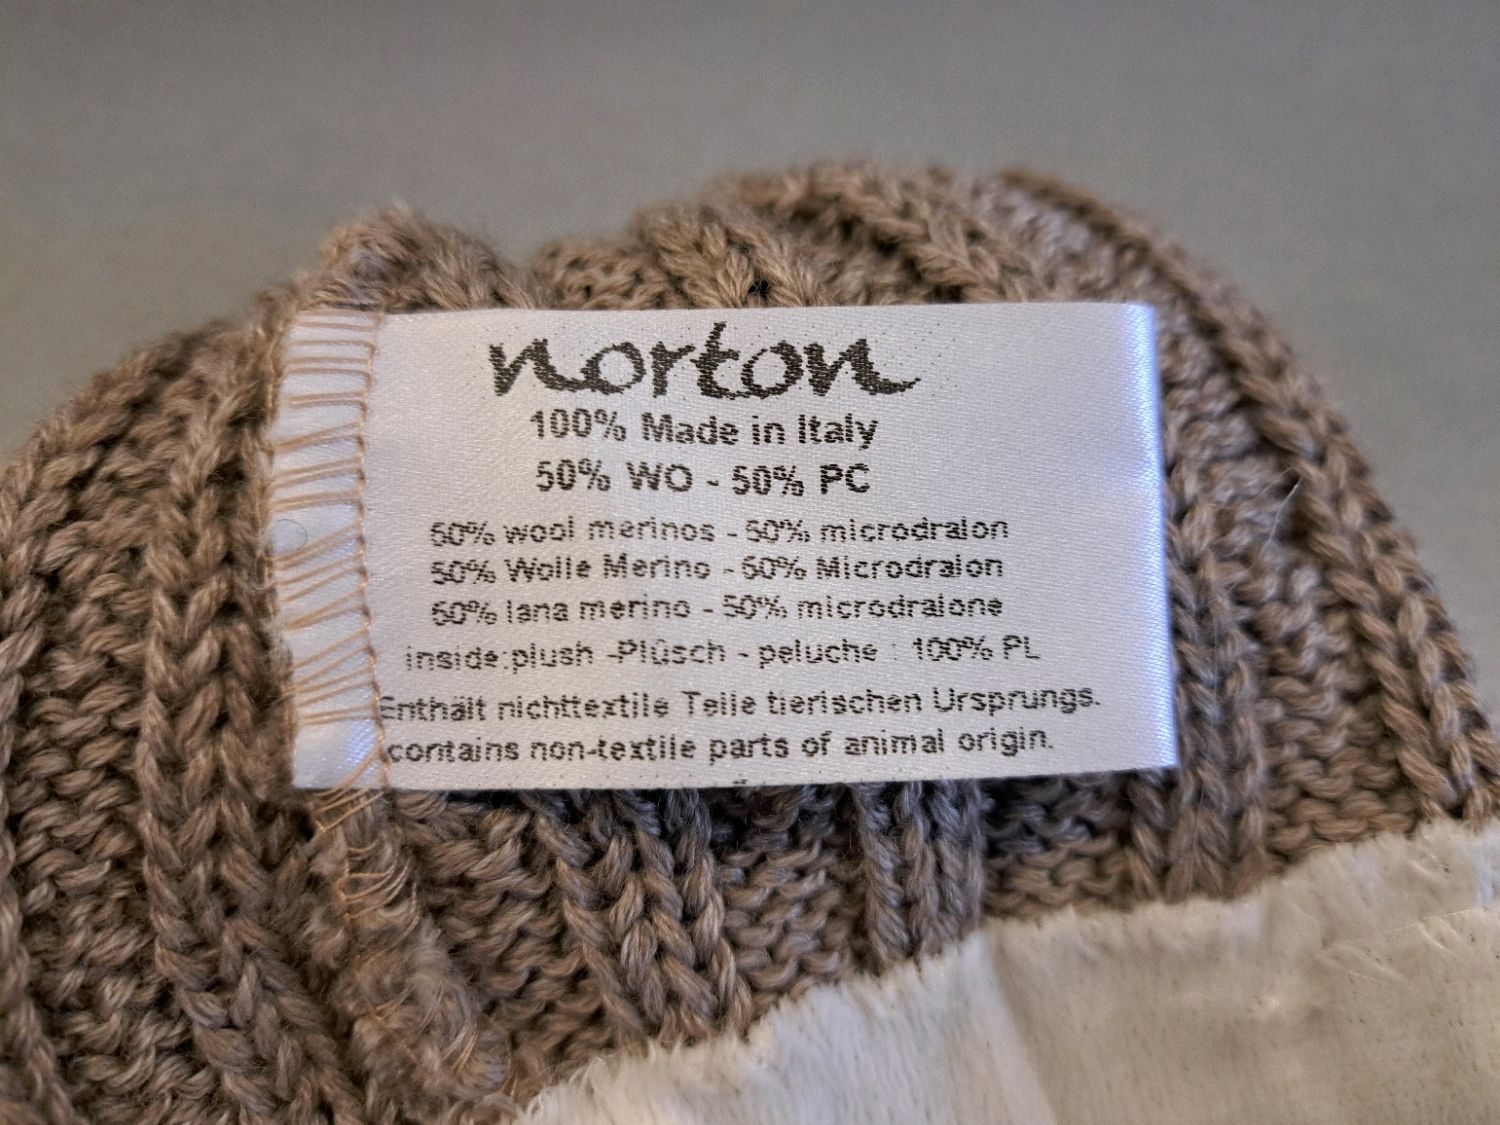 norton
100% Made in Italy
50% WO - 50% PC
50% wool merinos - 50% microdralon
50% Wolle Merino - 50% Microdralon
50% lana merino - 50% microdralone
inside:plush -Plüsch - peluche : 100% PL
Enthält nichttextile Teile tierischen Ursprungs.
contains non-textile parts of animal origin.